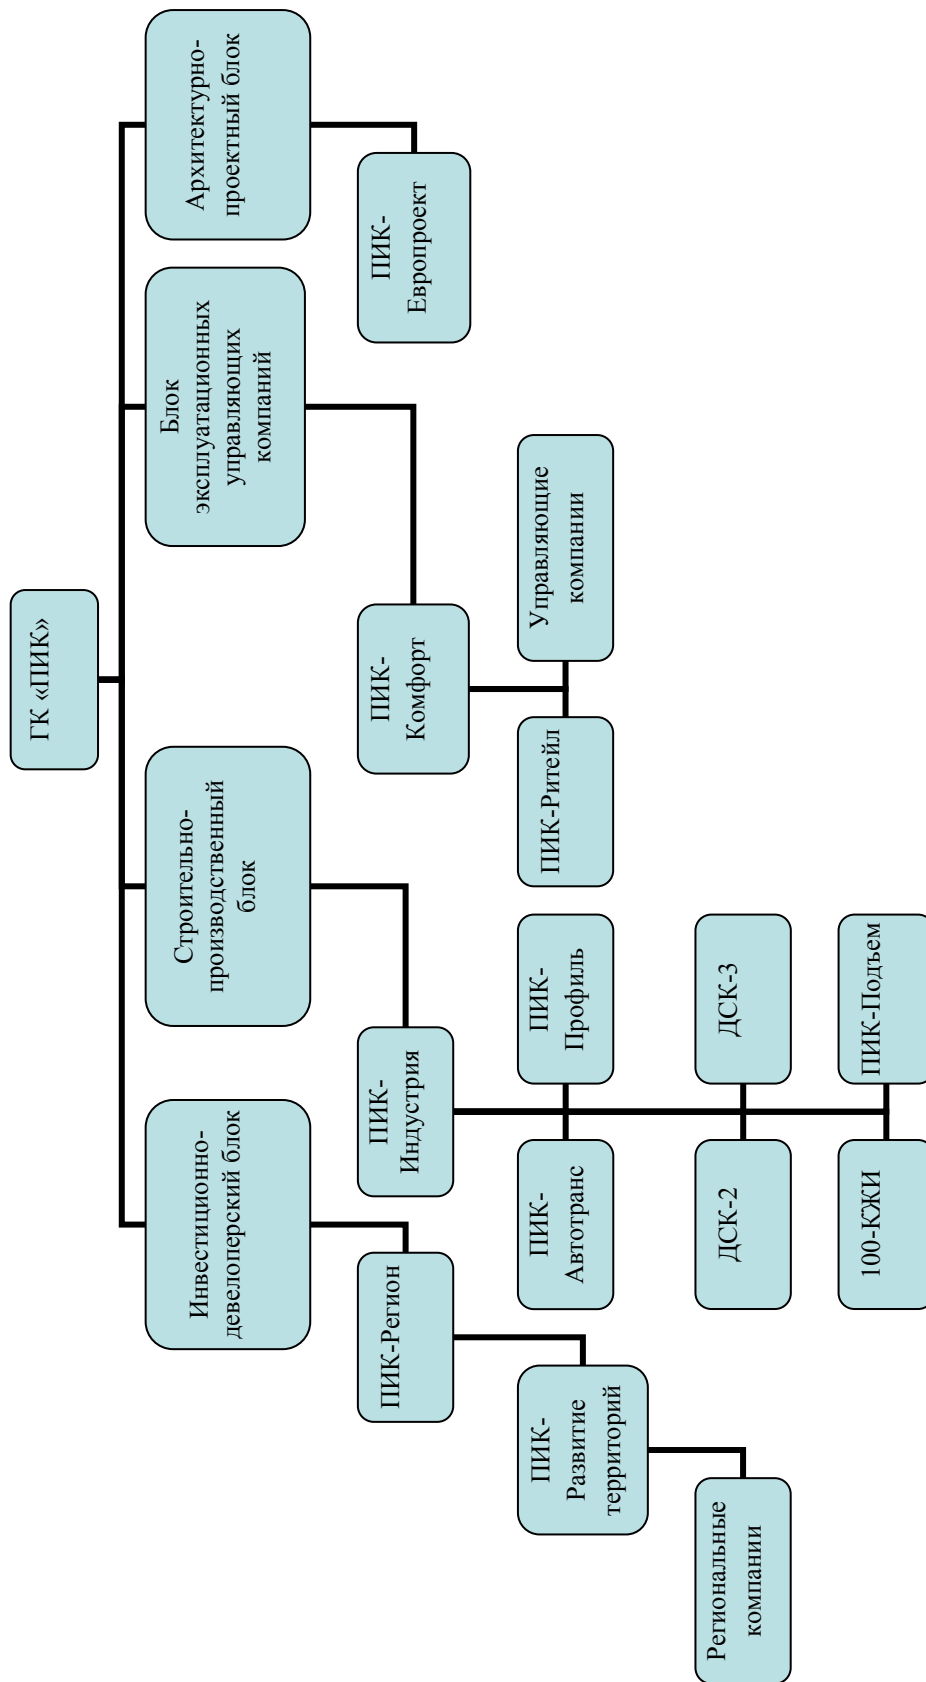 ГК «ПИК»
Инвестиционно-
девелоперский блок
Строительно-
производственный
блок
Блок
эксплуатационных
управляющих
компаний
Архитектурно-
проектный блок
ПИК-Регион
ПИК-
Индустрия
ПИК-
Комфорт
ПИК-
Европроект
ПИК-
Развитие
территорий
ПИК-
Автотранс
ПИК-
Профиль
ПИК-Ритейл
Управляющие
компании
Региональные
компании
ДСК-2
ДСК-3
100-КЖИ
ПИК-Подъем